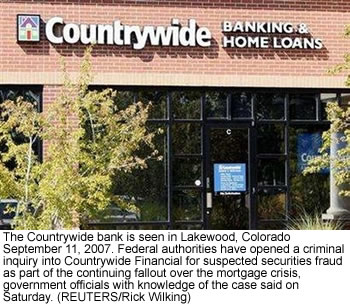 Countrywide BANKING &
HOME LOANS
C
The Countrywide bank is seen in Lakewood, Colorado
September 11, 2007. Federal authorities have opened a criminal
inquiry into Countrywide Financial for suspected securities fraud
as part of the continuing fallout over the mortgage crisis,
government officials with knowledge of the case said on
Saturday. (REUTERS/Rick Wilking)